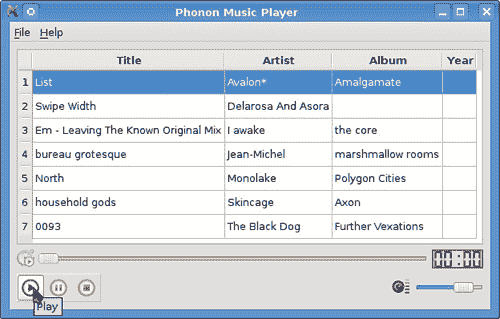 Phonon Music Player
File Help
Title Artist Album Year
1 List Avalon* Amalgamate
2 Swipe Width Delarosa And Asora
3 Em - Leaving The Known Original Mix I awake the core
4 bureau grotesque Jean-Michel marshmallow rooms
5 North Monolake Polygon Cities
6 household gods Skincage Axon
7 0093 The Black Dog Further Vexations
00:00
Play